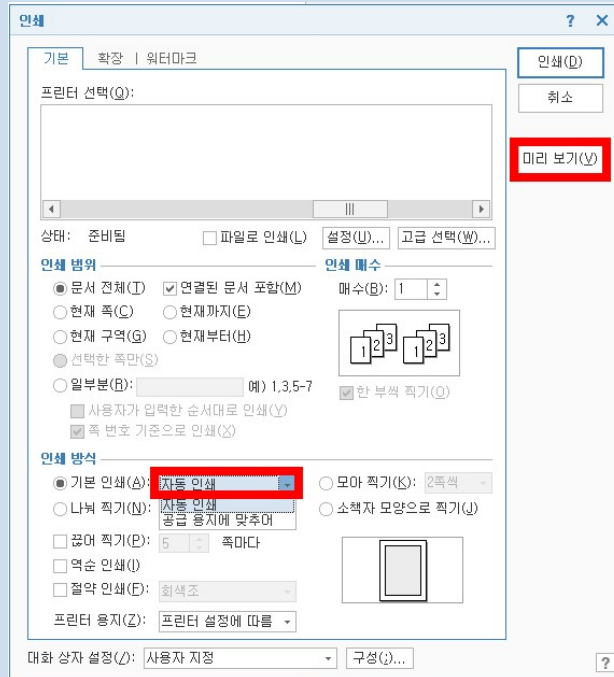 인쇄 ? X
기본 확장 | 워터마크
인쇄(D)
프린터 선택(Q):
취소
미리 보기(V)
상태: 준비됨 파일로 인쇄(L) 설정(U)... 고급 선택(W)...
인쇄 범위 인쇄 매수
문서 전체(T) 연결된 문서 포함(M) 매수(B): 1
현재 쪽(C) 현재까지(E)
현재 구역(G) 현재부터(H)
1 2 3 1 2 3
선택한 쪽만(S)
일부분(R): 예) 1,3,5-7 한 부씩 찍기(O)
사용자가 입력한 순서대로 인쇄(Y)
쪽 번호 기준으로 인쇄(X)
인쇄 방식
기본 인쇄(A): 자동 인쇄 모아 찍기(K): 2쪽씩
나눠 찍기(N): 자동 인쇄 소책자 모양으로 찍기(J)
공급 용지에 맞추어
끊어 찍기(P): 5 쪽마다
역순 인쇄(I)
절약 인쇄(F): 회색조
프린터 용지(Z): 프린터 설정에 따름
대화 상자 설정(/): 사용자 지정 구성(;)... ?